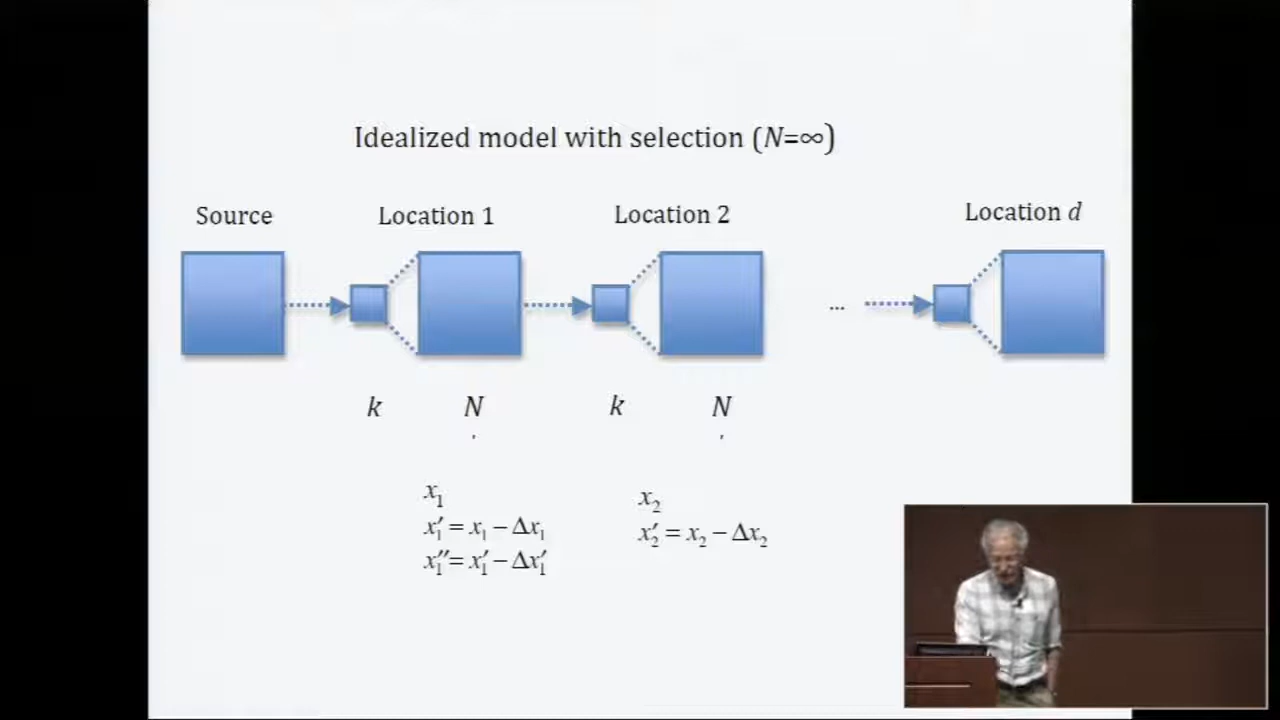 Idealized model with selection (N=∞)
Source Location 1 Location 2 Location d
...
k N k N
, ,
x₁ x₂
x₁′ = x₁ − Δx₁ x₂′ = x₂ − Δx₂
x₁″= x₁′ − Δx₁′